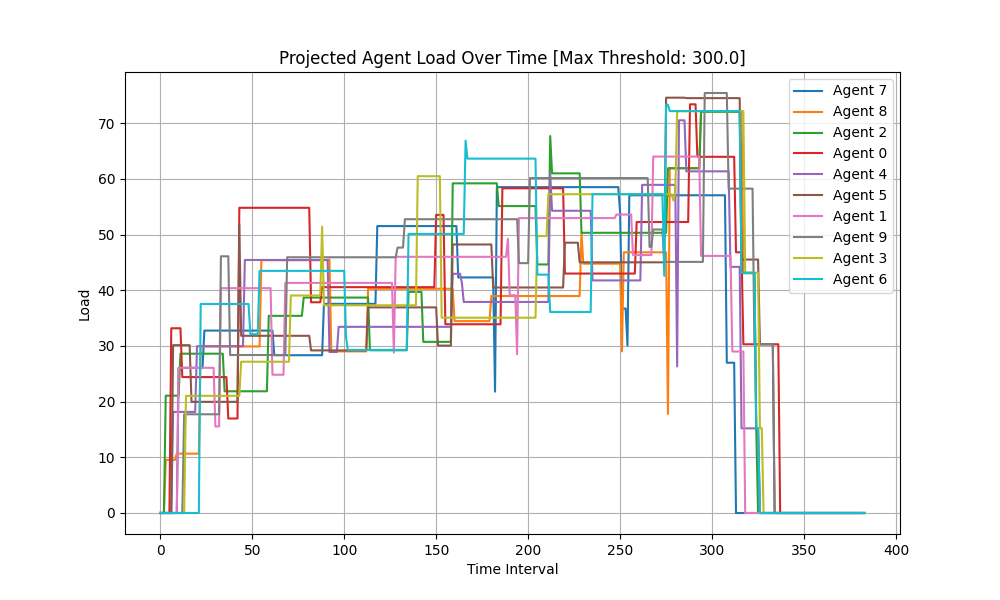 Projected Agent Load Over Time [Max Threshold: 300.0]
Load
70
60
50
40
30
20
10
0
0 50 100 150 200 250 300 350 400
Time Interval
Agent 7
Agent 8
Agent 2
Agent 0
Agent 4
Agent 5
Agent 1
Agent 9
Agent 3
Agent 6